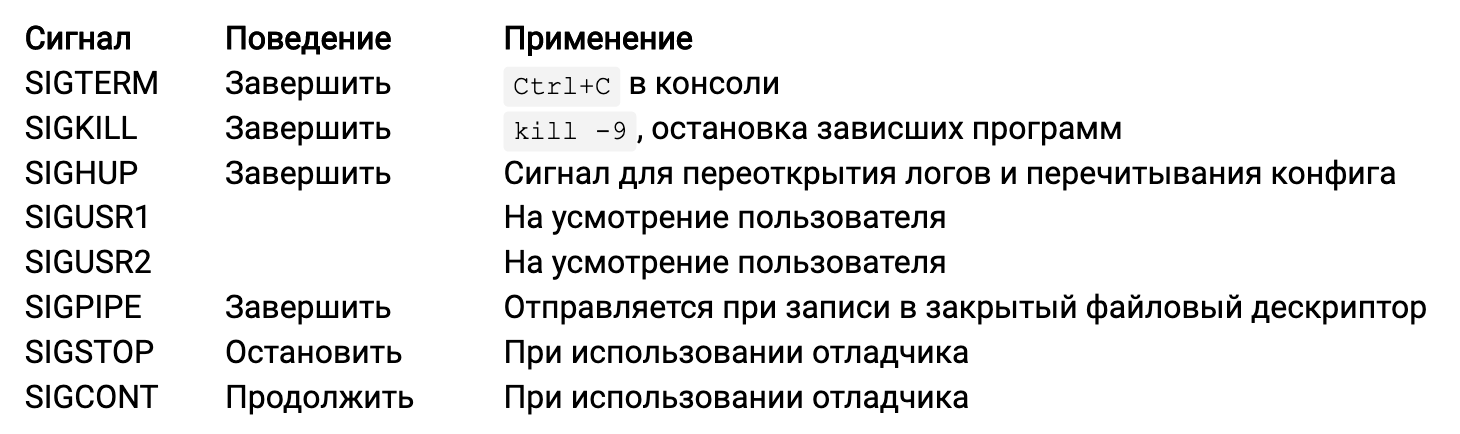 Сигнал Поведение Применение
SIGTERM Завершить Ctrl+C в консоли
SIGKILL Завершить kill -9, остановка зависших программ
SIGHUP Завершить Сигнал для переоткрытия логов и перечитывания конфига
SIGUSR1 На усмотрение пользователя
SIGUSR2 На усмотрение пользователя
SIGPIPE Завершить Отправляется при записи в закрытый файловый дескриптор
SIGSTOP Остановить При использовании отладчика
SIGCONT Продолжить При использовании отладчика